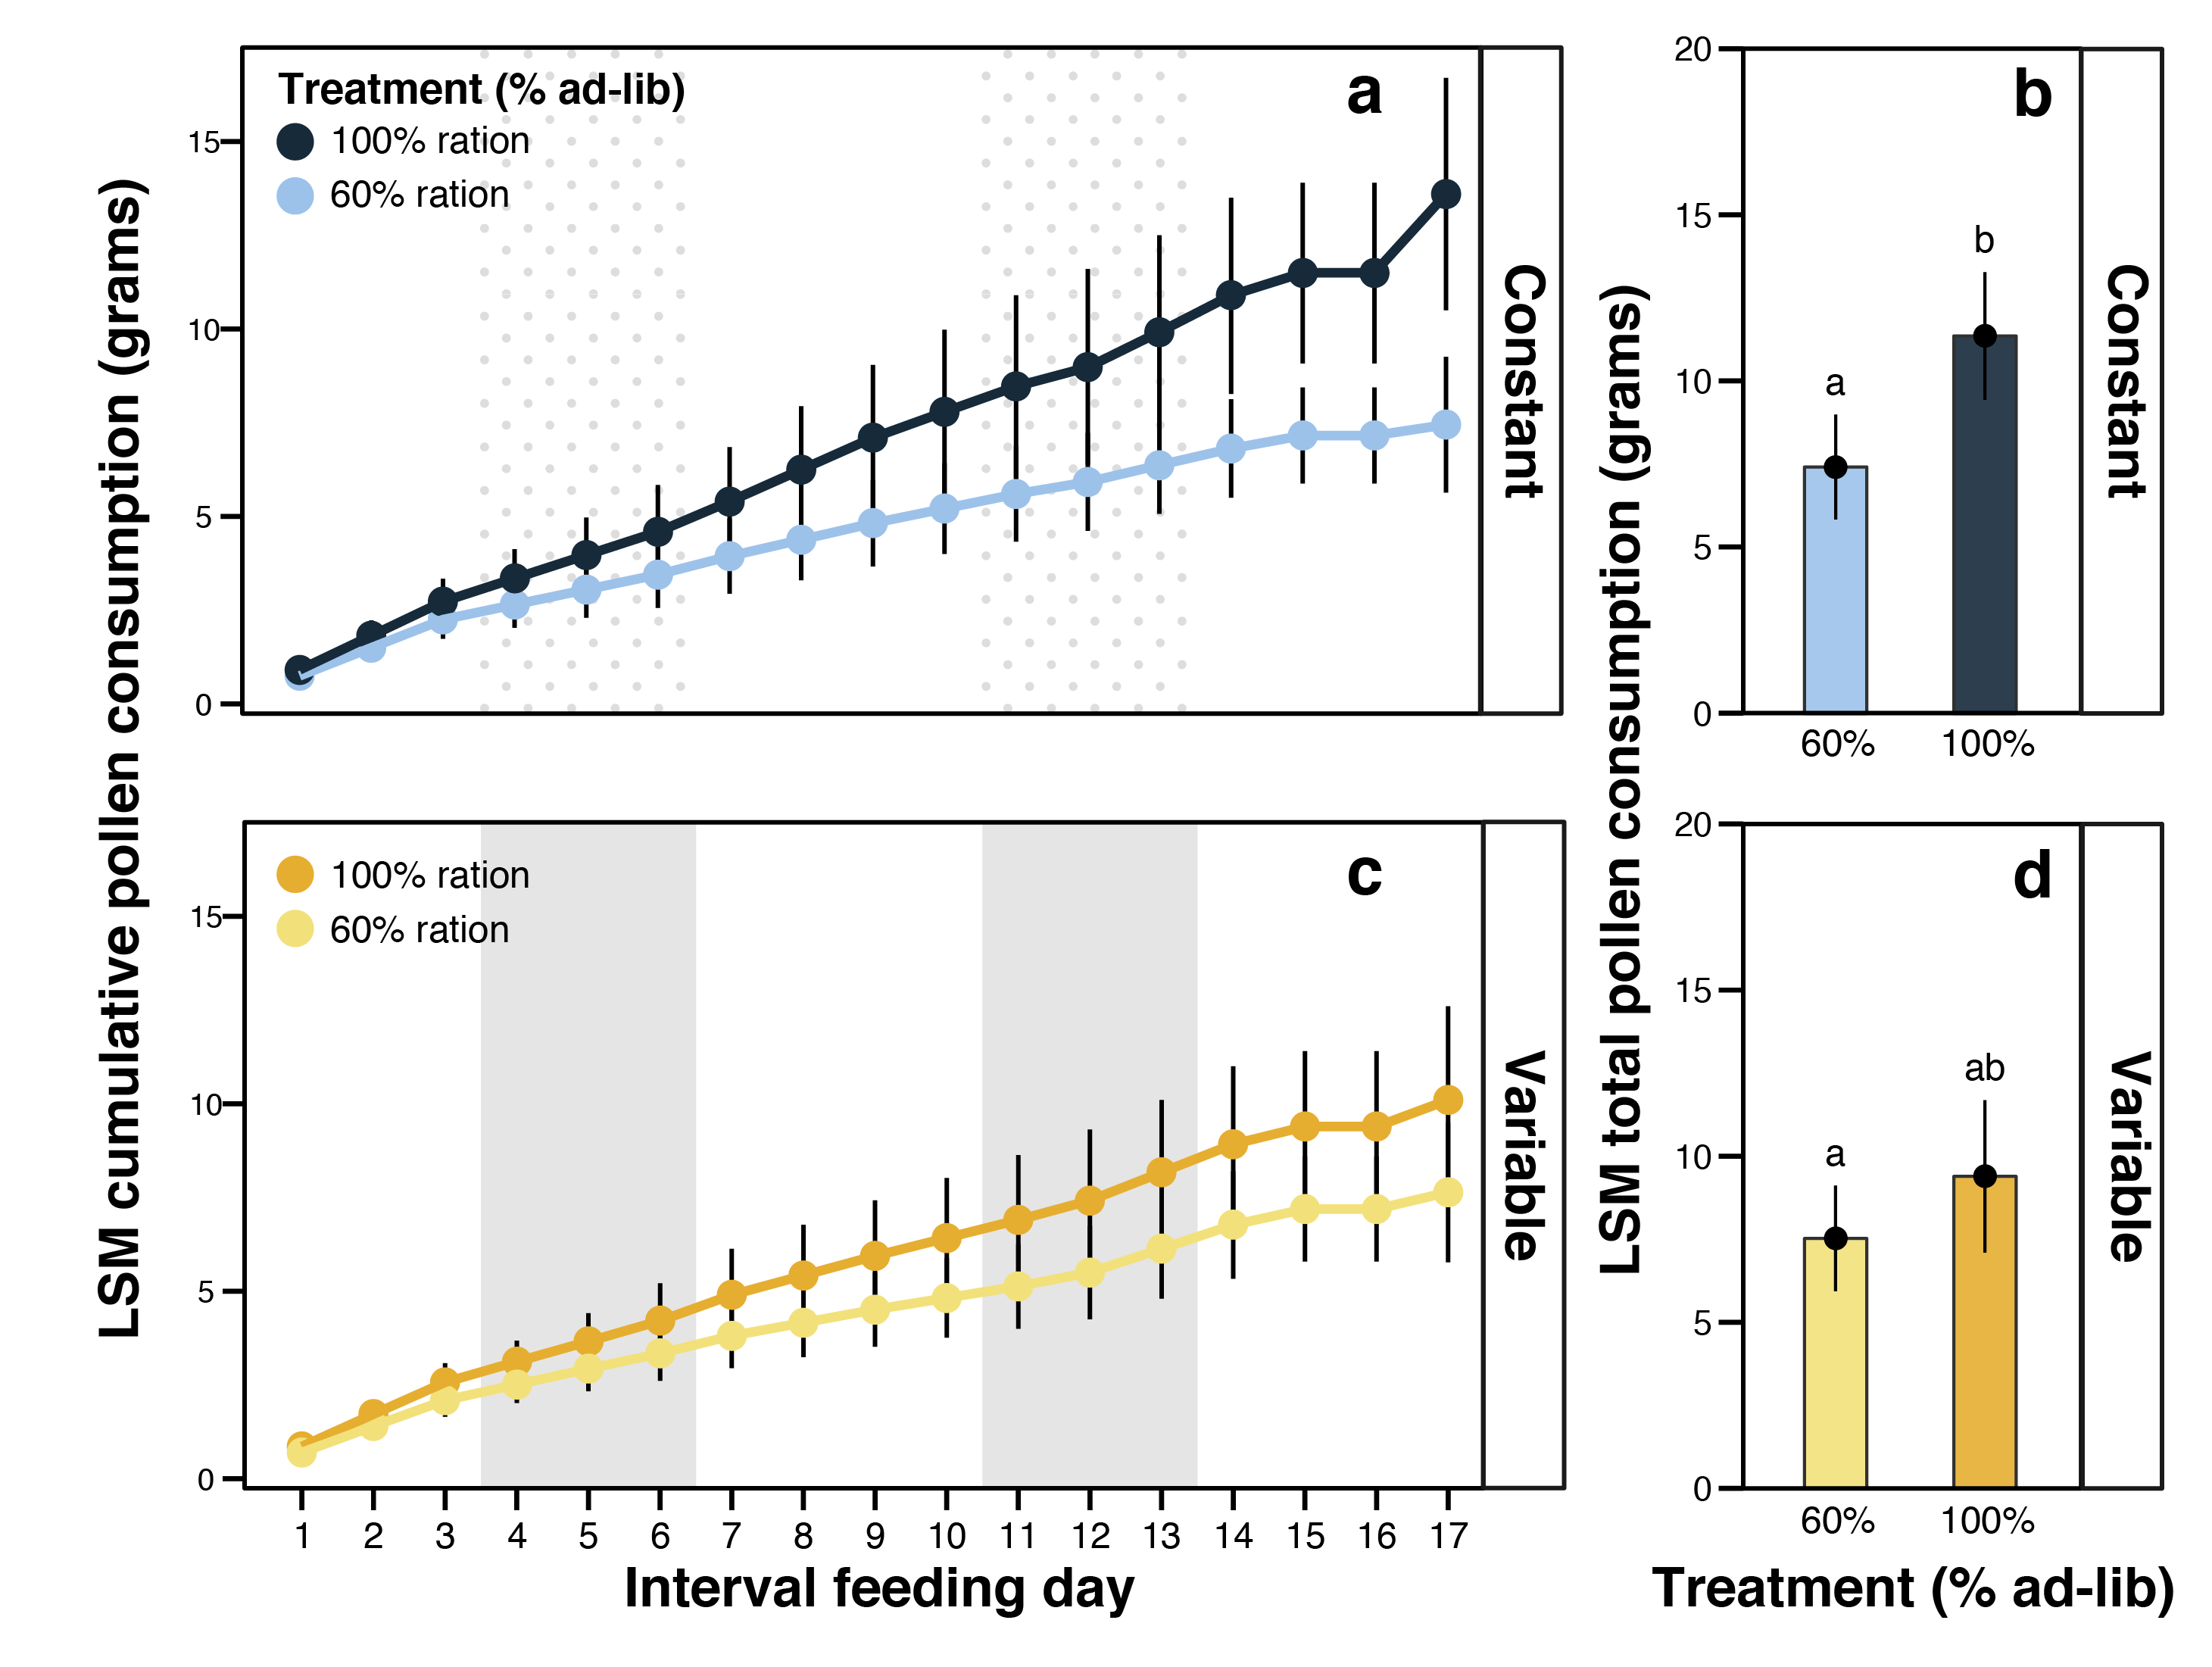 LSM cumulative pollen consumption (grams)
Treatment (% ad-lib)
100% ration
60% ration
a
15
10
5
0
Constant
LSM total pollen consumption (grams)
20
15
10
5
0
b
a
b
60% 100%
Constant
100% ration
60% ration
c
15
10
5
0
1 2 3 4 5 6 7 8 9 10 11 12 13 14 15 16 17
Interval feeding day
Variable
20
15
10
5
0
d
a
ab
60% 100%
Treatment (% ad-lib)
Variable